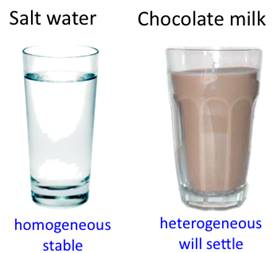 Salt water
Chocolate milk
homogeneous
stable
heterogeneous
will settle